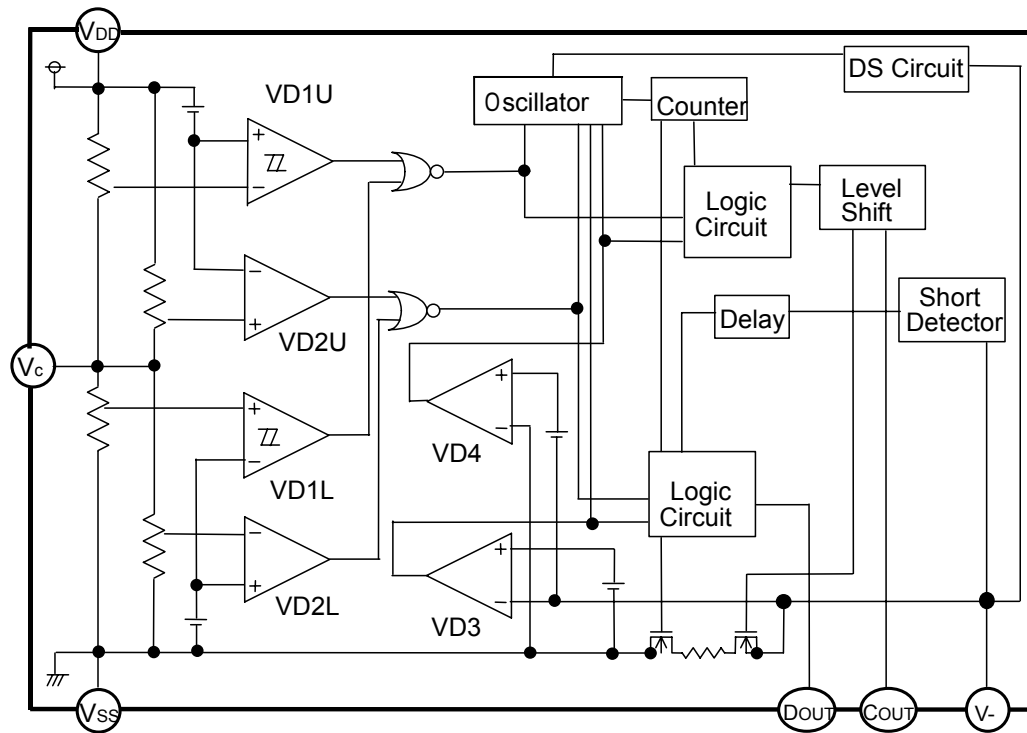 VDD
DS Circuit
VD1U
Oscillator
Counter
+
−
Logic
Circuit
Level
Shift
−
+
VD2U
Delay
Short
Detector
Vc
+
−
VD1L
+
−
VD4
Logic
Circuit
−
+
VD2L
+
−
VD3
VSS
DOUT
COUT
V-